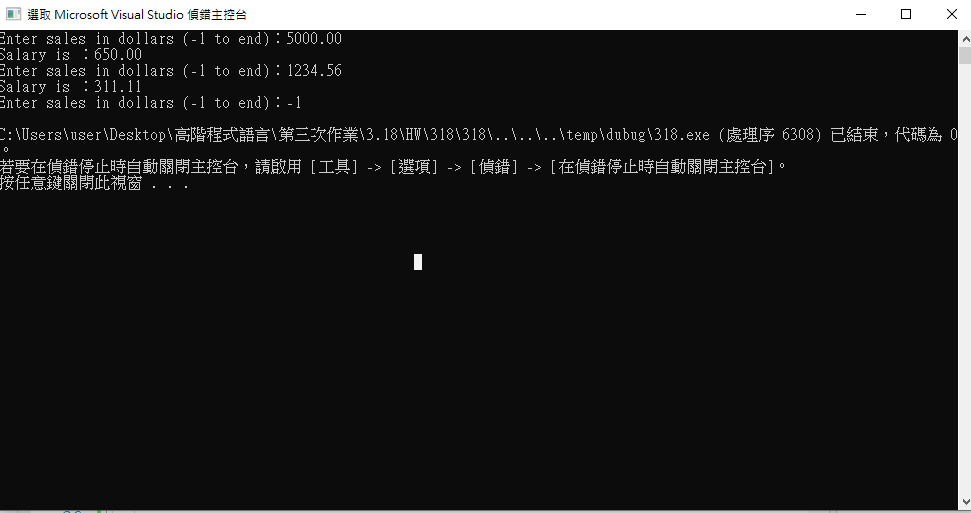 選取 Microsoft Visual Studio 偵錯主控台
Enter sales in dollars (-1 to end)：5000.00
Salary is ：650.00
Enter sales in dollars (-1 to end)：1234.56
Salary is ：311.11
Enter sales in dollars (-1 to end)：-1
C:\Users\user\Desktop\高階程式語言\第三次作業\3.18\HW\318\318\..\..\..\temp\dubug\318.exe (處理序 6308) 已結束，代碼為 0
。
若要在偵錯停止時自動關閉主控台，請啟用 [工具] -> [選項] -> [偵錯] -> [在偵錯停止時自動關閉主控台]。
按任意鍵關閉此視窗 . . .